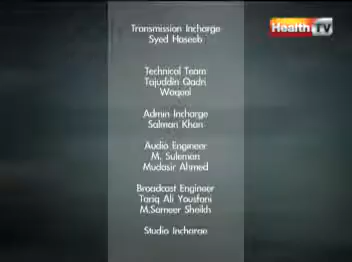 Health TV
Transmission Incharge
Syed Haseeb
Technical Team
Tajuddin Qadri
Waqeel
Admin Incharge
Salman Khan
Audio Engineer
M. Suleman
Mudasir Ahmed
Broadcast Engineer
Tariq Ali Yousfani
M.Sameer Sheikh
Studio Incharge